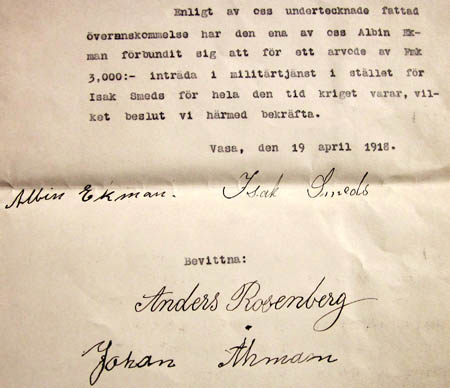 Enligt av oss undertecknade fattad
överanskommelse har den ena av oss Albin Ek-
man förbundit sig att för ett arvode av Fmk
3,000:- inträda i militärtjänst i stället för
Isak Smeds för hela den tid kriget varar, vil-
ket beslut vi härmed bekräfta.
Vasa, den 19 april 1918.
Albin Ekman. Isak Smeds
Bevittna:
Anders Rosenberg
Johan Åhmam